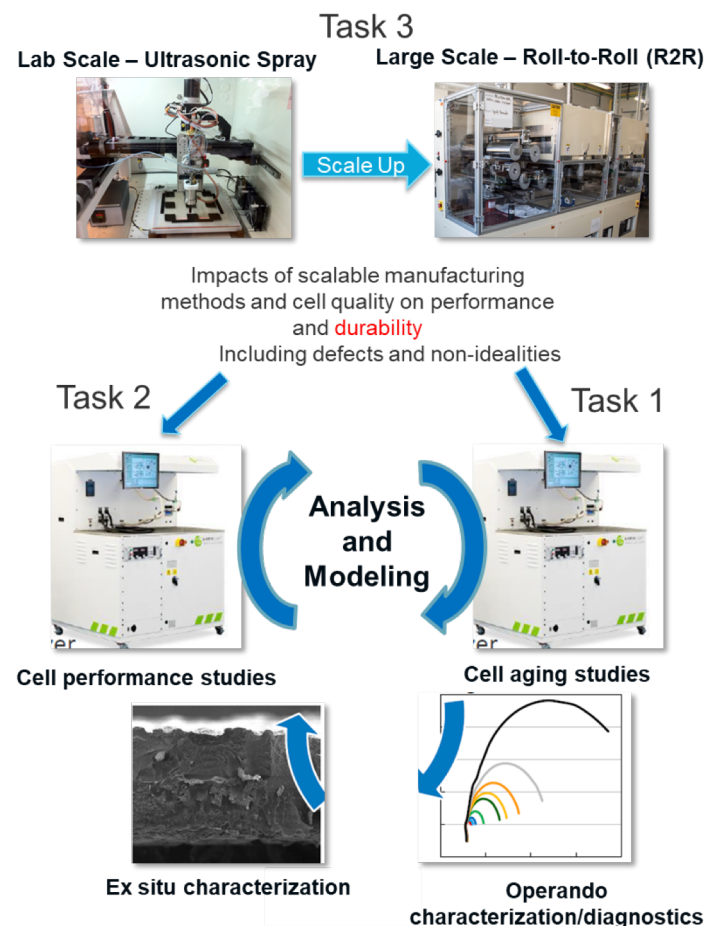 Task 3
Lab Scale – Ultrasonic Spray
Large Scale – Roll-to-Roll (R2R)
Scale Up
Impacts of scalable manufacturing
methods and cell quality on performance
and durability
Including defects and non-idealities
Task 2
Task 1
Analysis
and
Modeling
Cell performance studies
Cell aging studies
Ex situ characterization
Operando
characterization/diagnostics